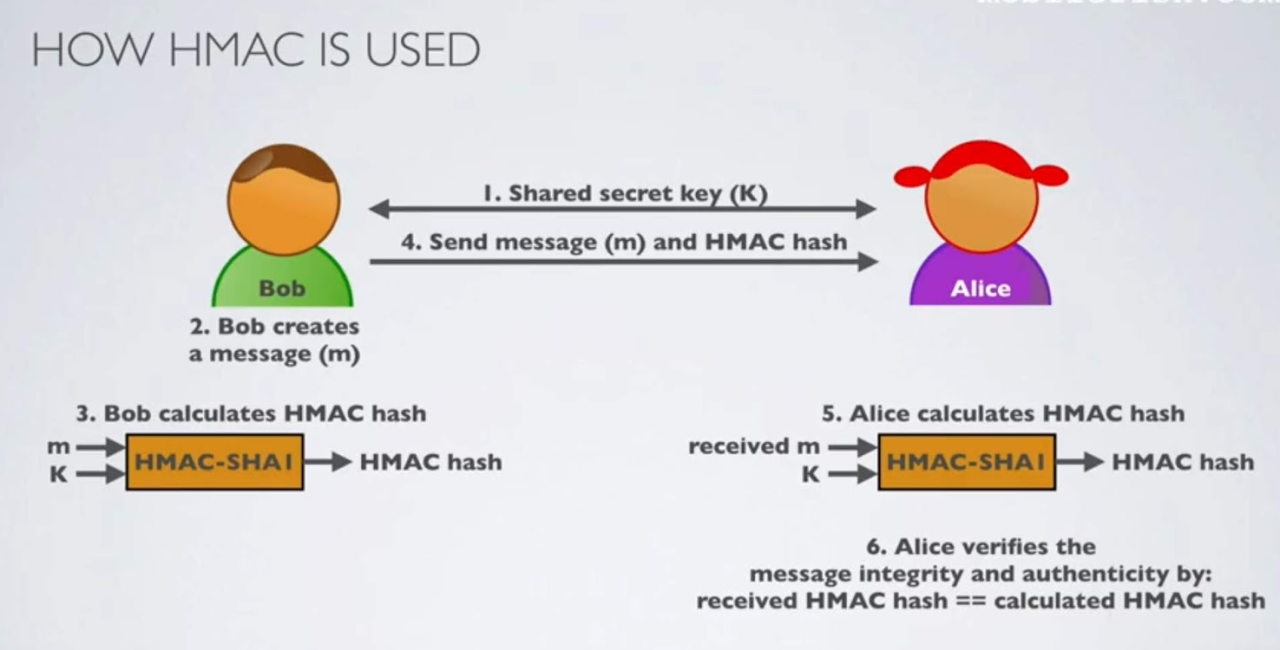 HOW HMAC IS USED
1. Shared secret key (K)
4. Send message (m) and HMAC hash
Bob
Alice
2. Bob creates
a message (m)
3. Bob calculates HMAC hash
m
K
HMAC-SHA1
HMAC hash
5. Alice calculates HMAC hash
received m
K
HMAC-SHA1
HMAC hash
6. Alice verifies the
message integrity and authenticity by:
received HMAC hash == calculated HMAC hash